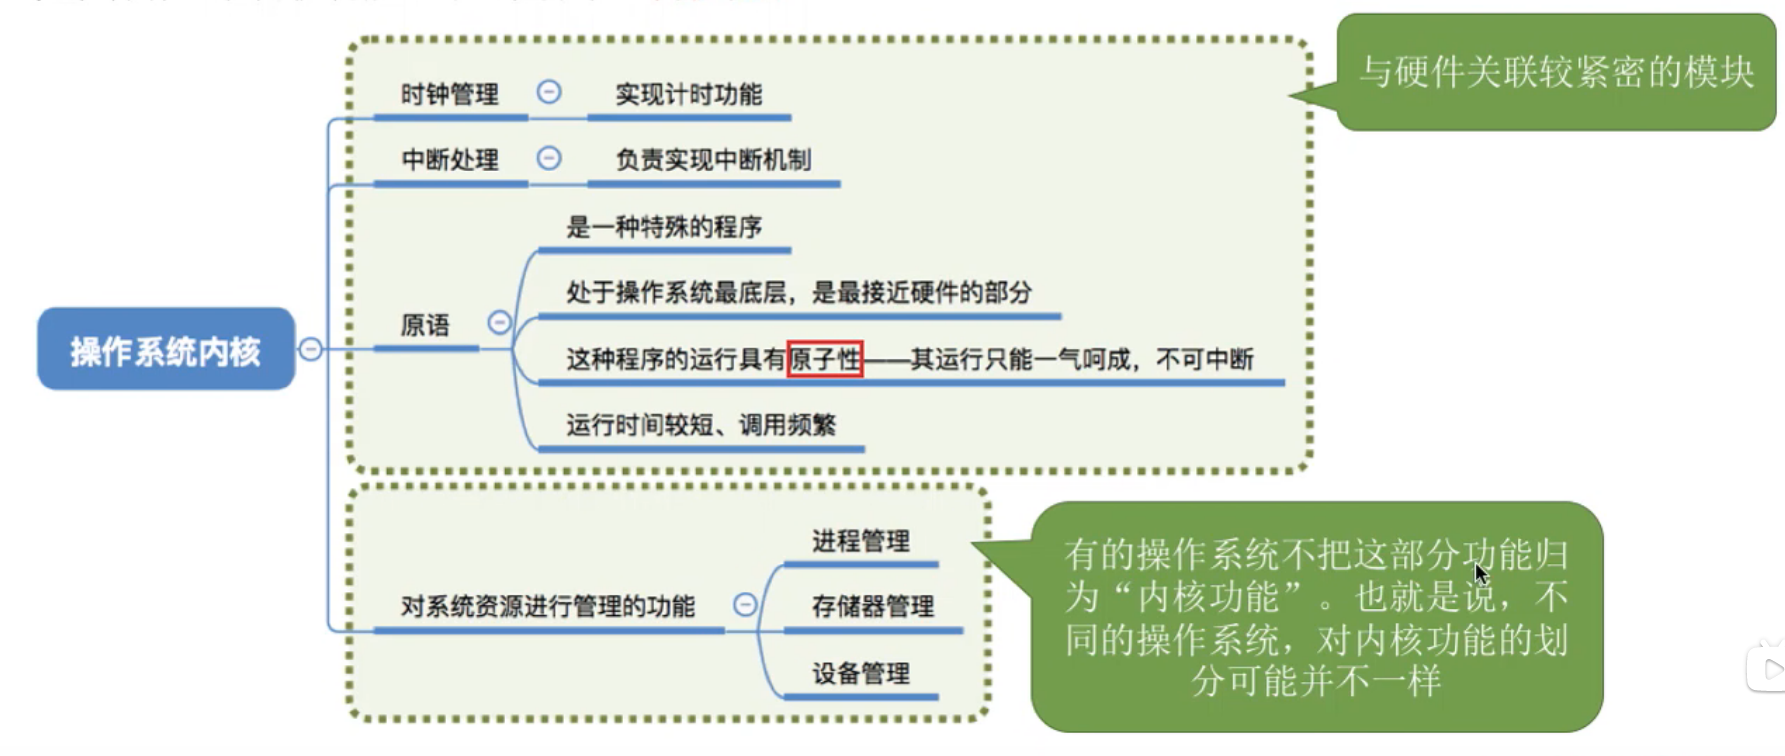 与硬件关联较紧密的模块
时钟管理
实现计时功能
中断处理
负责实现中断机制
是一种特殊的程序
处于操作系统最底层，是最接近硬件的部分
原语
操作系统内核
这种程序的运行具有原子性——其运行只能一气呵成，不可中断
运行时间较短、调用频繁
进程管理
对系统资源进行管理的功能
存储器管理
设备管理
有的操作系统不把这部分功能归
为“内核功能”。也就是说，不
同的操作系统，对内核功能的划
分可能并不一样